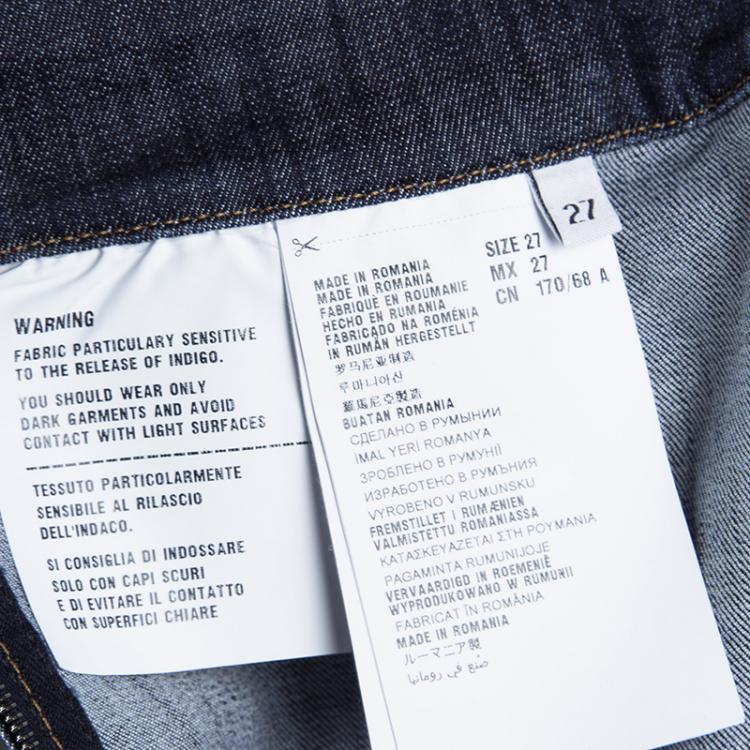 WARNING
FABRIC PARTICULARLY SENSITIVE
TO THE RELEASE OF INDIGO.
YOU SHOULD WEAR ONLY
DARK GARMENTS AND AVOID
CONTACT WITH LIGHT SURFACES
TESSUTO PARTICOLARMENTE
SENSIBILE AL RILASCIO
DELL'INDACO.
SI CONSIGLIA DI INDOSSARE
SOLO CON CAPI SCURI
E DI EVITARE IL CONTATTO
CON SUPERFICI CHIARE
27
SIZE 27
MX 27
CN 170/68 A
MADE IN ROMANIA
MADE IN ROMANIA
FABRIQUÉ EN ROUMANIE
HECHO EN RUMANIA
FABRICADO NA ROMÉNIA
IN RUMÄN HERGESTELLT
罗马尼亚制造
루마니아산
羅馬尼亞製造
BUATAN ROMANIA
СДЕЛАНО В РУМЫНИИ
İMAL YERİ ROMANYA
ЗРОБЛЕНО В РУМУНІЇ
ИЗРАБОТЕНО В РУМЪНИЯ
VYROBENO V RUMUNSKU
FREMSTILLET I RUMÆNIEN
VALMISTETTU ROMANIASSA
ΚΑΤΑΣΚΕΥΑΖΕΤΑΙ ΣΤΗ ΡΟΥΜΑΝΙΑ
PAGAMINTA RUMUNIJOJE
VERVAARDIGD IN ROEMENIË
WYPRODUKOWANO W RUMUNII
FABRICAT ÎN ROMÂNIA
MADE IN ROMANIA
ルーマニア製
صنع في رومانيا